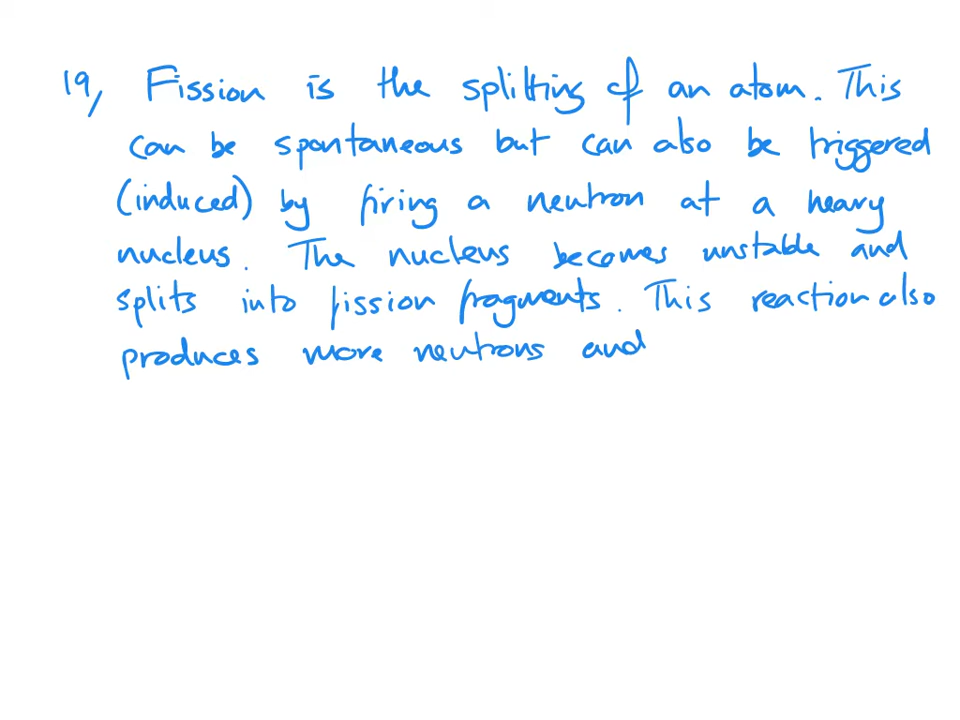 19, Fission is the splitting of an atom. This
can be spontaneous but can also be triggered
(induced) by firing a neutron at a heavy
nucleus. The nucleus becomes unstable and
splits into fission fragments. This reaction also
produces more neutrons and